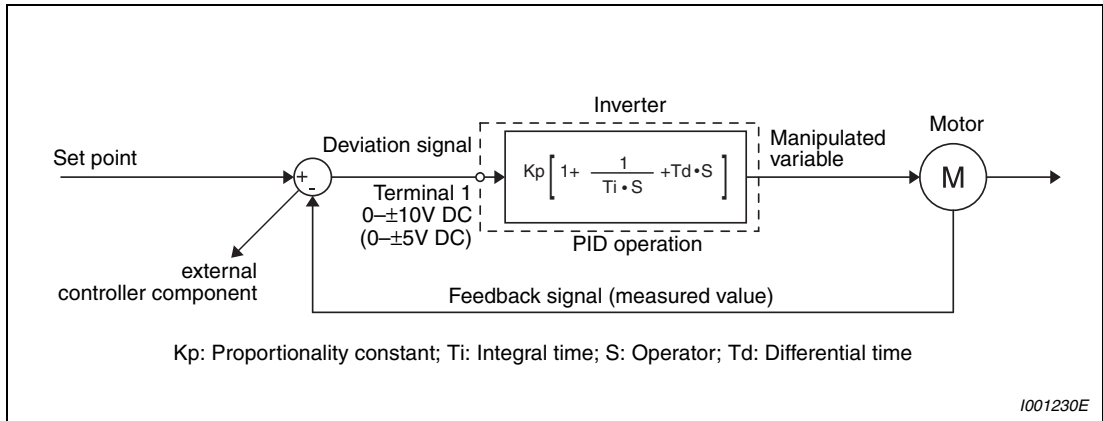 Inverter
Set point
Deviation signal
Manipulated
variable
Motor
+
-
Kp[1+ 1/Ti•S +Td•S]
M
Terminal 1
0–±10V DC
(0–±5V DC)
PID operation
external
controller component
Feedback signal (measured value)
Kp: Proportionality constant; Ti: Integral time; S: Operator; Td: Differential time
I001230E